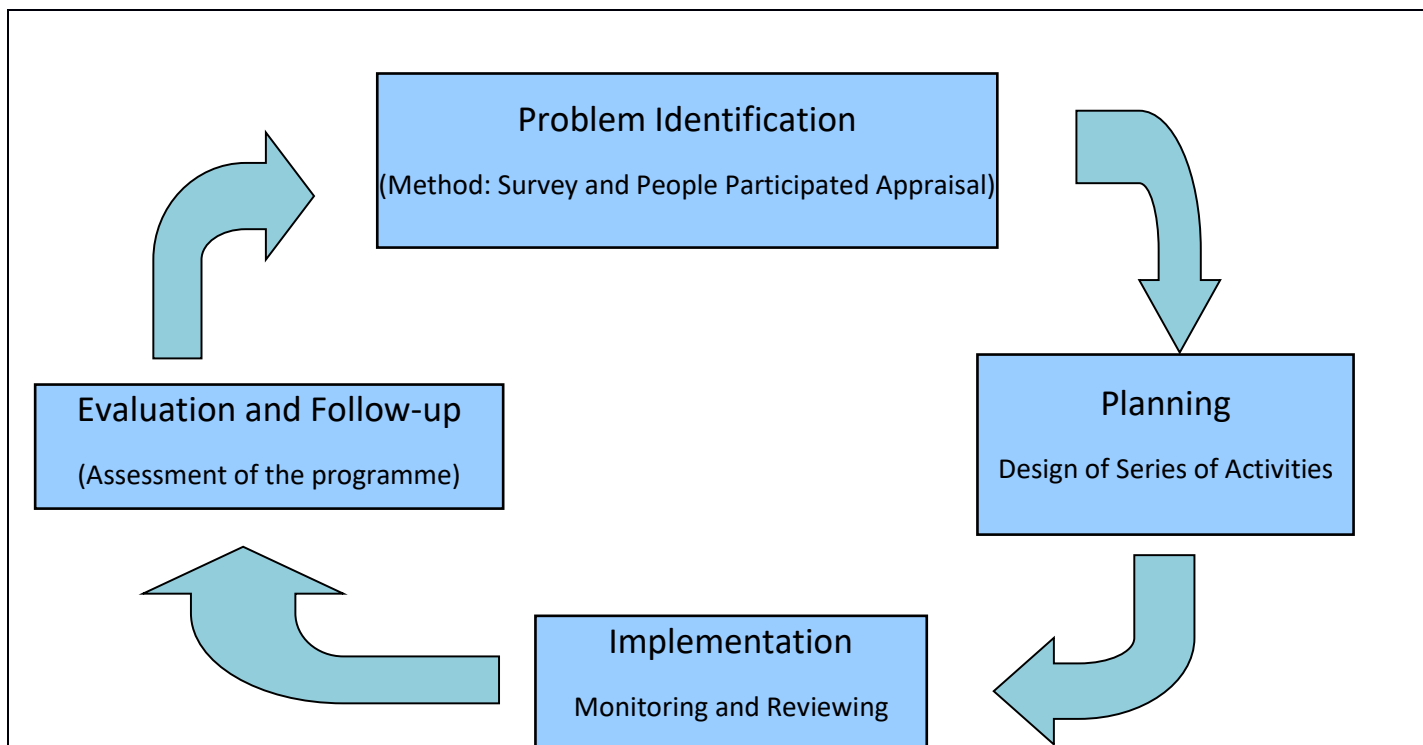 Problem Identification
(Method: Survey and People Participated Appraisal)
Planning
Design of Series of Activities
Implementation
Monitoring and Reviewing
Evaluation and Follow-up
(Assessment of the programme)